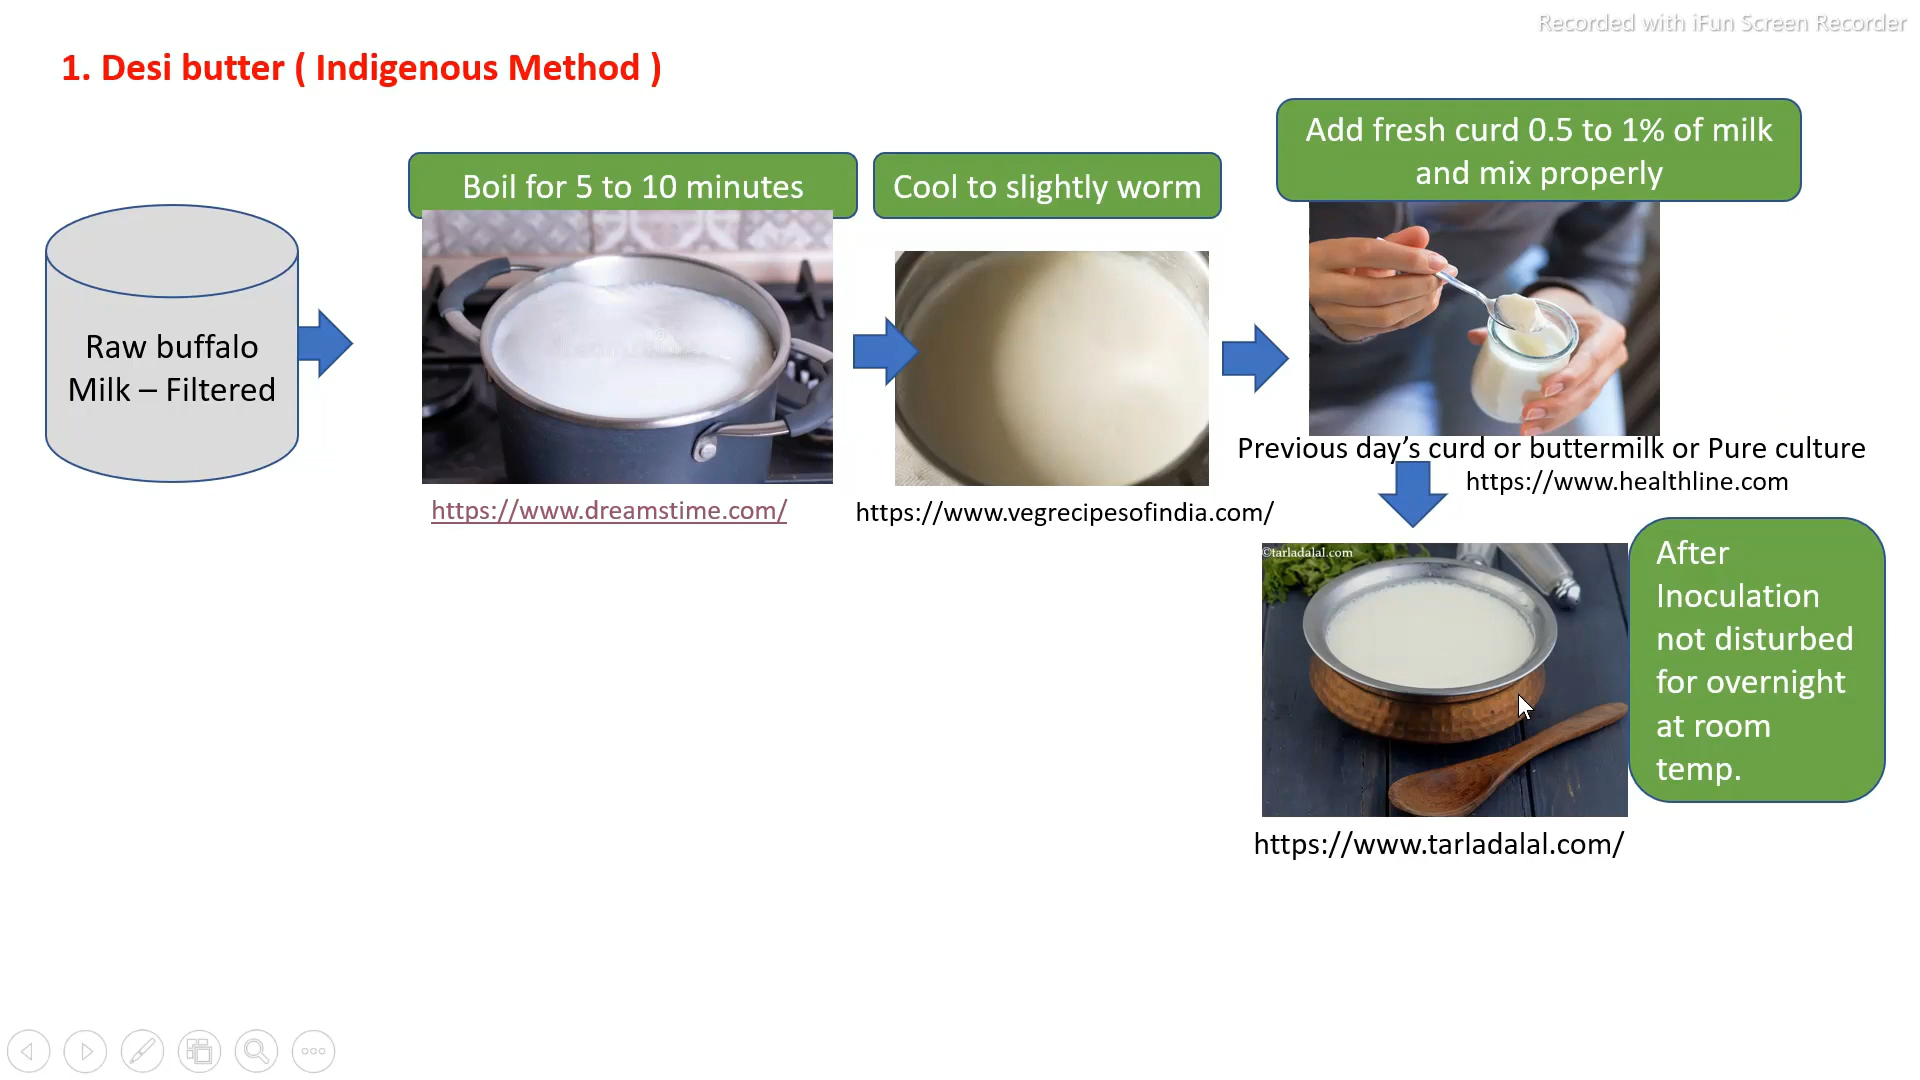 Recorded with iFun Screen Recorder
1. Desi butter ( Indigenous Method )
Raw buffalo
Milk – Filtered
Boil for 5 to 10 minutes
https://www.dreamstime.com/
Cool to slightly worm
https://www.vegrecipesofindia.com/
Add fresh curd 0.5 to 1% of milk
and mix properly
Previous day’s curd or buttermilk or Pure culture
https://www.healthline.com
©tarladalal.com
After
Inoculation
not disturbed
for overnight
at room
temp.
https://www.tarladalal.com/